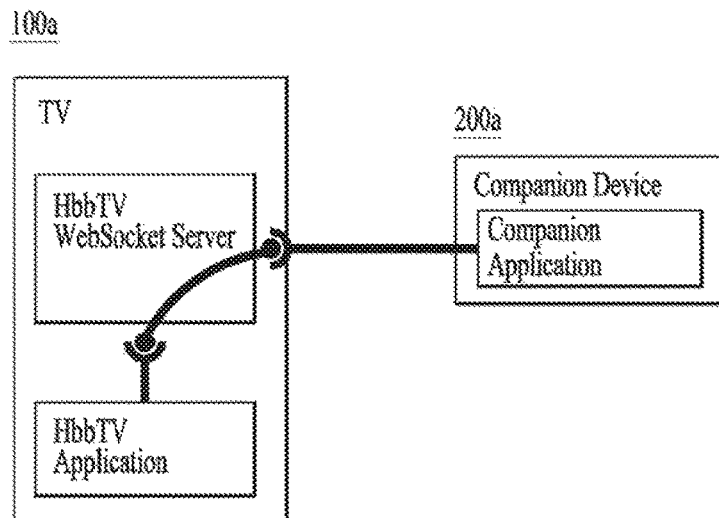 100a
TV
HbbTV
WebSocket Server
HbbTV
Application
200a
Companion Device
Companion
Application